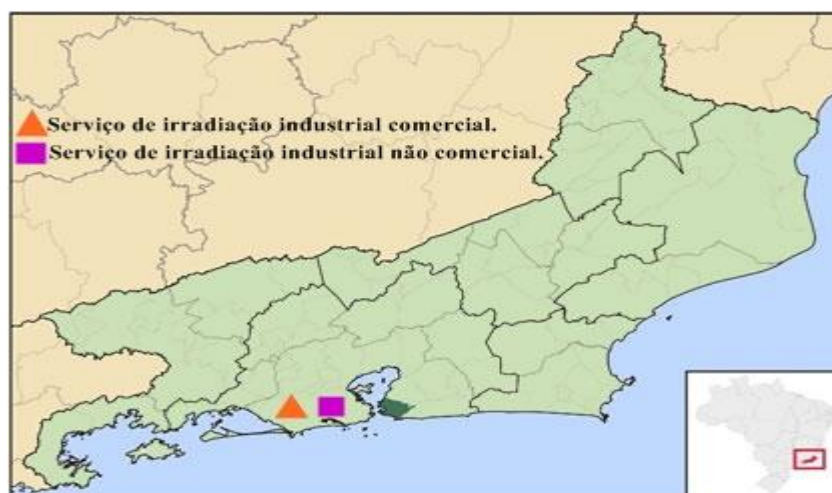 Serviço de irradiação industrial comercial.
Serviço de irradiação industrial não comercial.